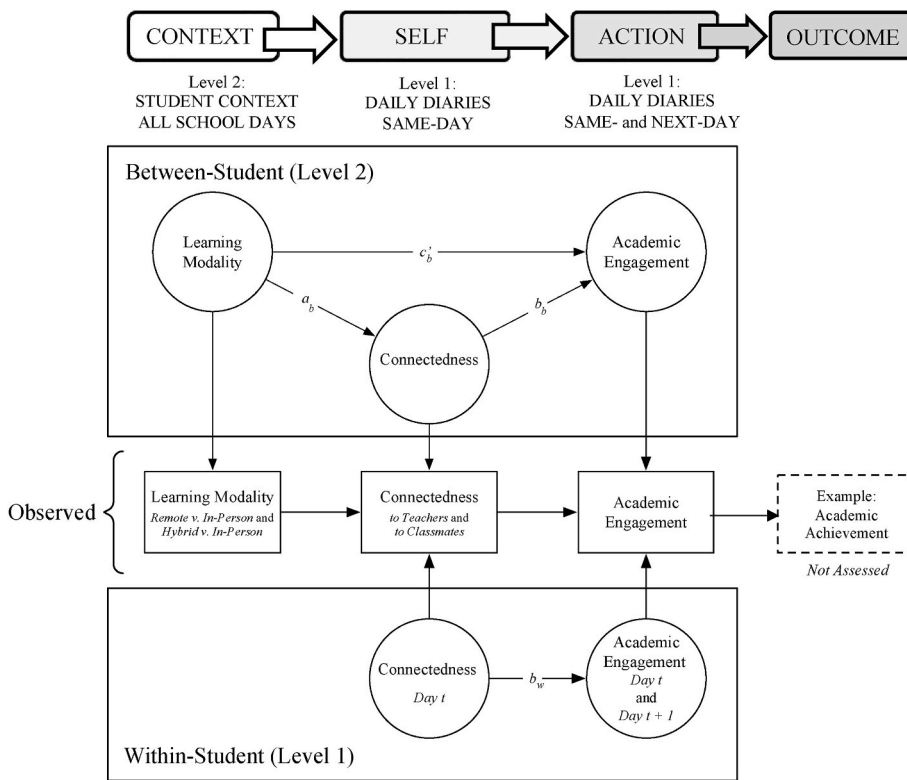 CONTEXT
SELF
ACTION
OUTCOME
Level 2:
STUDENT CONTEXT
ALL SCHOOL DAYS
Level 1:
DAILY DIARIES
SAME-DAY
Level 1:
DAILY DIARIES
SAME- and NEXT-DAY
Between-Student (Level 2)
Learning
Modality
c'b
Academic
Engagement
ab
bb
Connectedness
Observed
Learning Modality
Remote v. In-Person and
Hybrid v. In-Person
Connectedness
to Teachers and
to Classmates
Academic
Engagement
Example:
Academic
Achievement
Not Assessed
Connectedness
Day t
bw
Academic
Engagement
Day t
and
Day t + 1
Within-Student (Level 1)